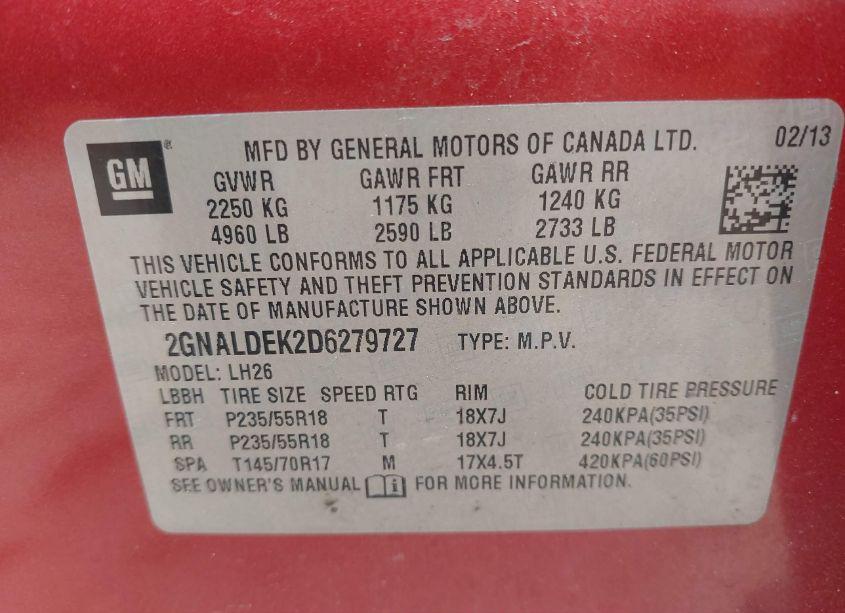 GM®
MFD BY GENERAL MOTORS OF CANADA LTD. 02/13
GVWR GAWR FRT GAWR RR
2250 KG 1175 KG 1240 KG
4960 LB 2590 LB 2733 LB
THIS VEHICLE CONFORMS TO ALL APPLICABLE U.S. FEDERAL MOTOR
VEHICLE SAFETY AND THEFT PREVENTION STANDARDS IN EFFECT ON
THE DATE OF MANUFACTURE SHOWN ABOVE.
2GNALDEK2D6279727 TYPE: M.P.V.
MODEL: LH26
LBBH TIRE SIZE SPEED RTG RIM COLD TIRE PRESSURE
FRT P235/55R18 T 18X7J 240KPA(35PSI)
RR P235/55R18 T 18X7J 240KPA(35PSI)
SPA T145/70R17 M 17X4.5T 420KPA(60PSI)
SEE OWNER'S MANUAL FOR MORE INFORMATION.